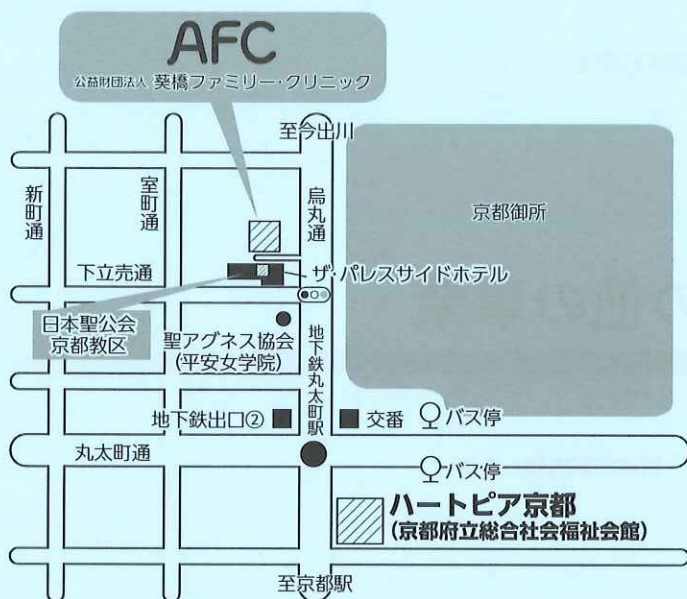 AFC
公益財団法人 葵橋ファミリー・クリニック
至今出川
新町通
室町通
烏丸通
京都御所
下立売通
ザ・パレスサイドホテル
日本聖公会
京都教区
聖アグネス協会
(平安女学院)
地下鉄丸太町駅
地下鉄出口②
交番
バス停
丸太町通
バス停
ハートピア京都
(京都府立総合社会福祉会館)
至京都駅